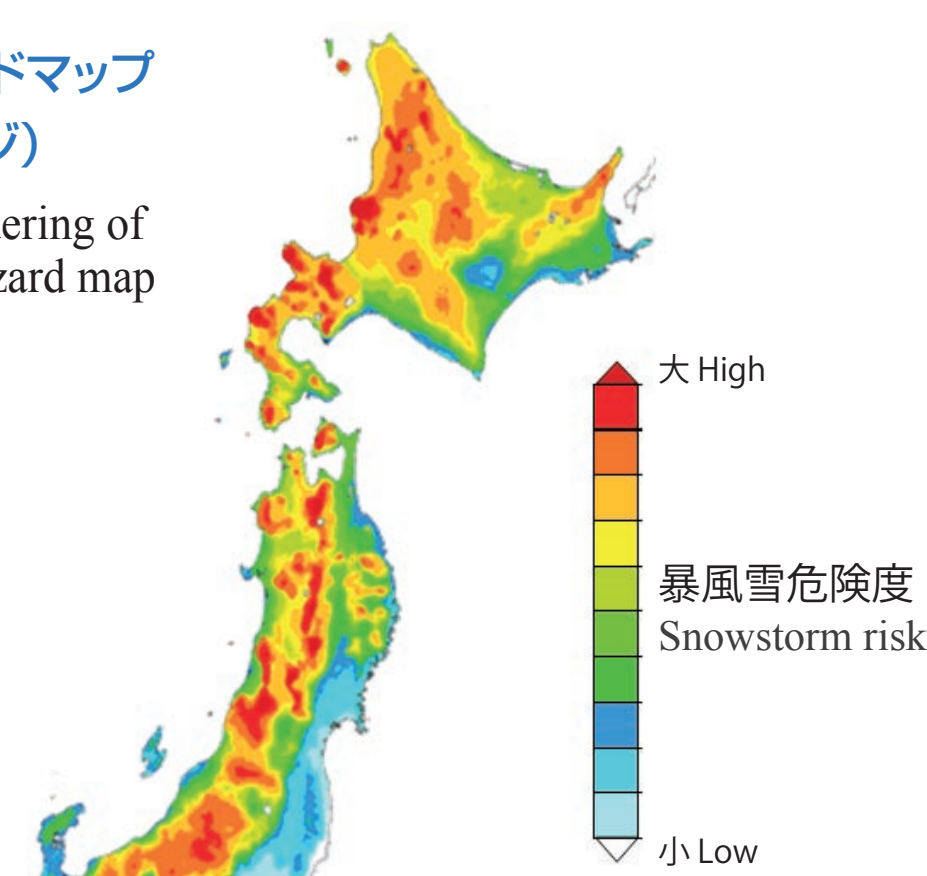 ドマップ
ジ)
ering of
zard map
大 High
暴風雪危険度
Snowstorm risk
小 Low